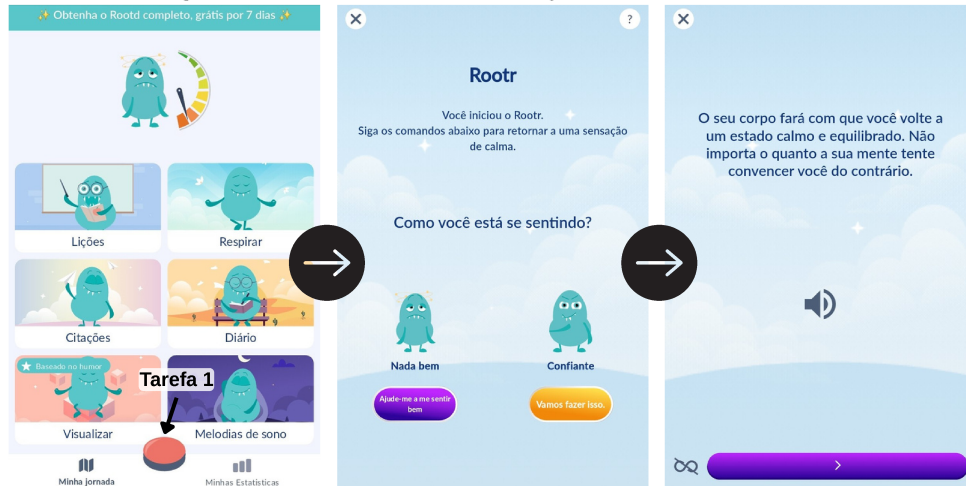 ✨ Obtenha o Rootd completo, grátis por 7 dias ✨
Lições
Respirar
Citações
Diário
Baseado no humor
Tarefa 1
Visualizar
Melodias de sono
Minha jornada
Minhas Estatísticas
?
Rootr
Você iniciou o Rootr.
Siga os comandos abaixo para retornar a uma sensação
de calma.
Como você está se sentindo?
Nada bem
Confiante
Ajude-me a me sentir
bem
Vamos fazer isso.
O seu corpo fará com que você volte a
um estado calmo e equilibrado. Não
importa o quanto a sua mente tente
convencer você do contrário.